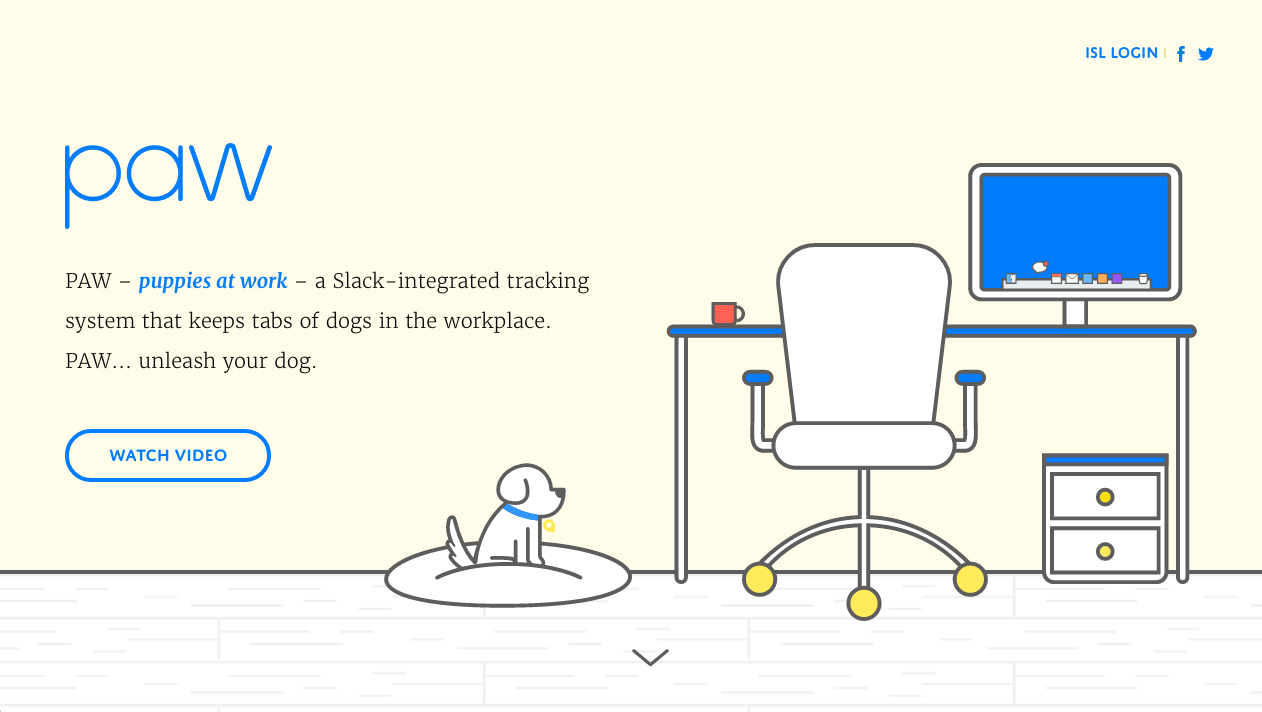 ISL LOGIN |
paw
PAW – puppies at work – a Slack-integrated tracking
system that keeps tabs of dogs in the workplace.
PAW... unleash your dog.
WATCH VIDEO